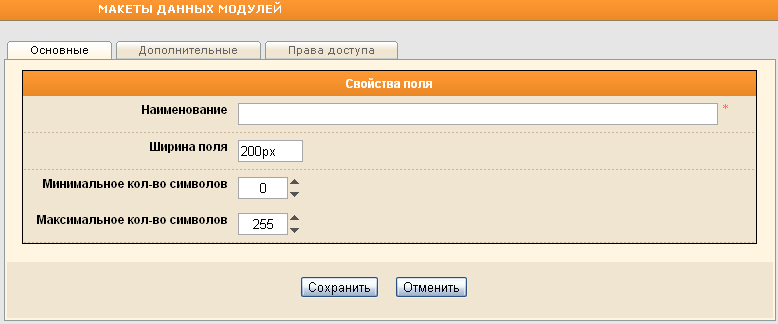 МАКЕТЫ ДАННЫХ МОДУЛЕЙ
Основные Дополнительные Права доступа
Свойства поля
Наименование *
Ширина поля 200px
Минимальное кол-во символов 0
Максимальное кол-во символов 255
Сохранить Отменить